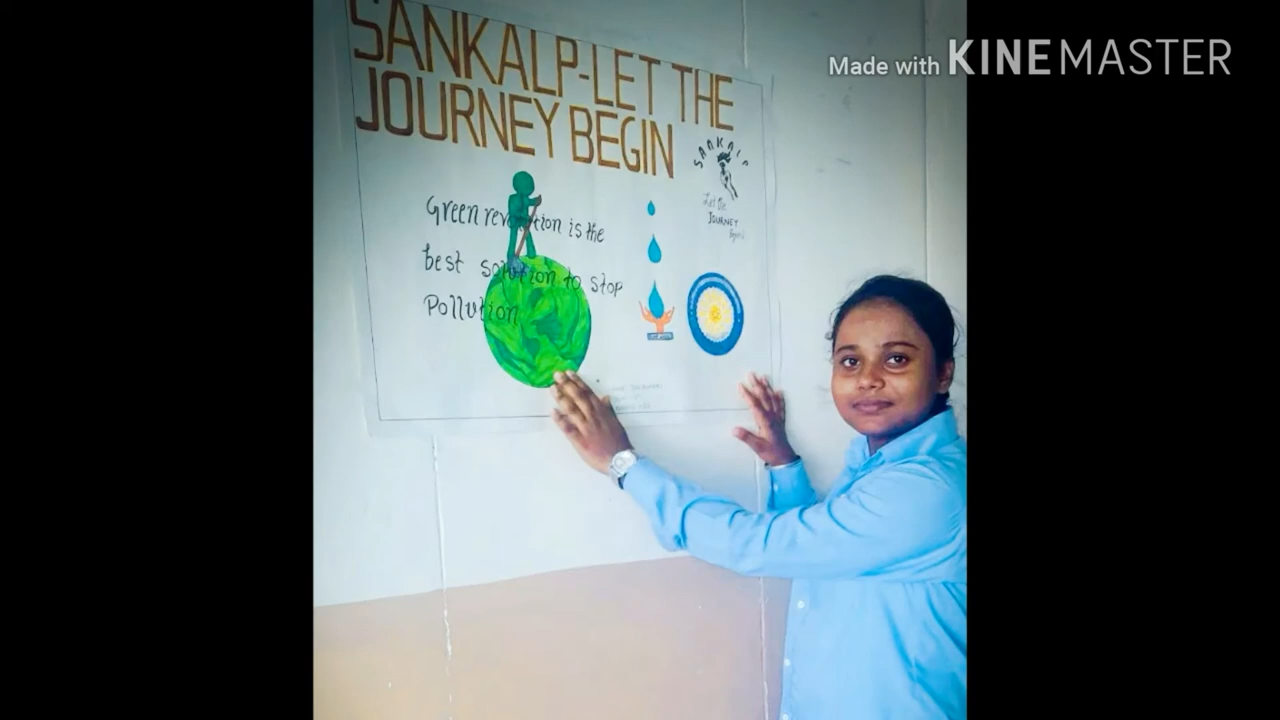 Made with KINEMASTER
SANKALP-LET THE
JOURNEY BEGIN
SANKALP
Let the
JOURNEY
Begin
Green revolution is the
best solution to stop
Pollution